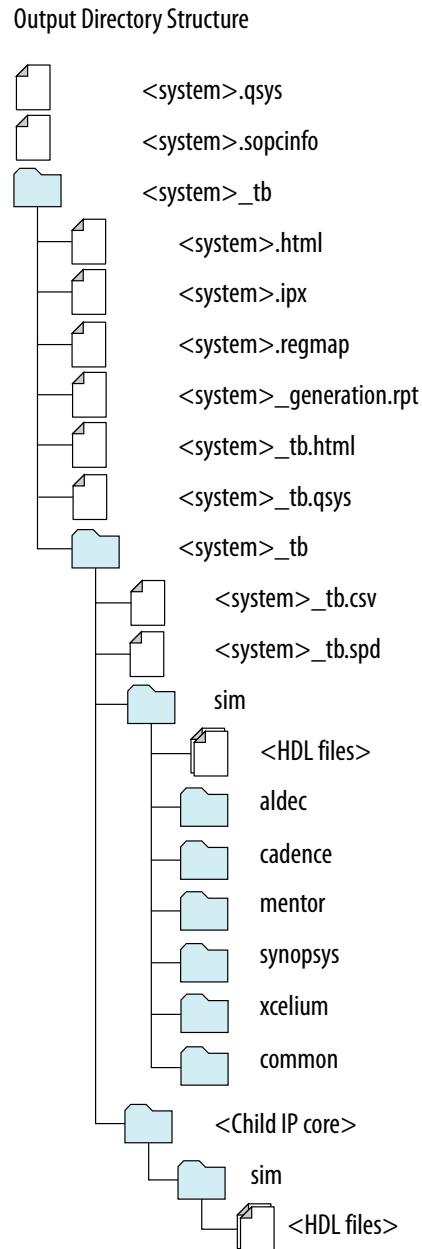 Output Directory Structure
<system>.qsys
<system>.sopcinfo
<system>_tb
<system>.html
<system>.ipx
<system>.regmap
<system>_generation.rpt
<system>_tb.html
<system>_tb.qsys
<system>_tb
<system>_tb.csv
<system>_tb.spd
sim
<HDL files>
aldec
cadence
mentor
synopsys
xcelium
common
<Child IP core>
sim
<HDL files>